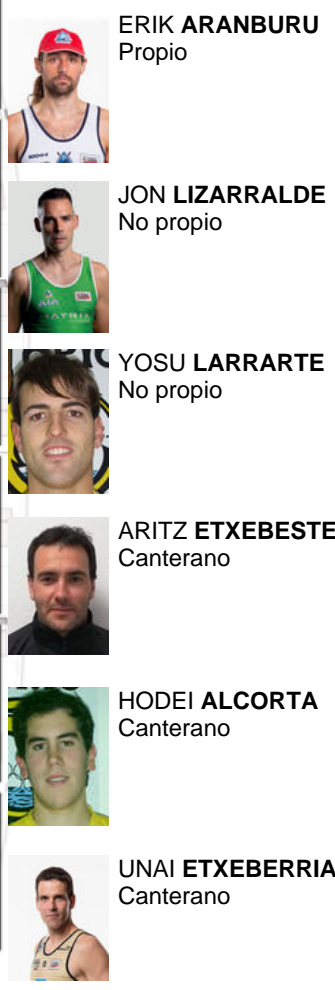 ERIK ARANBURU
Propio
JON LIZARRALDE
No propio
YOSU LARRARTE
No propio
ARITZ ETXEBESTE
Canterano
HODEI ALCORTA
Canterano
UNAI ETXEBERRIA
Canterano